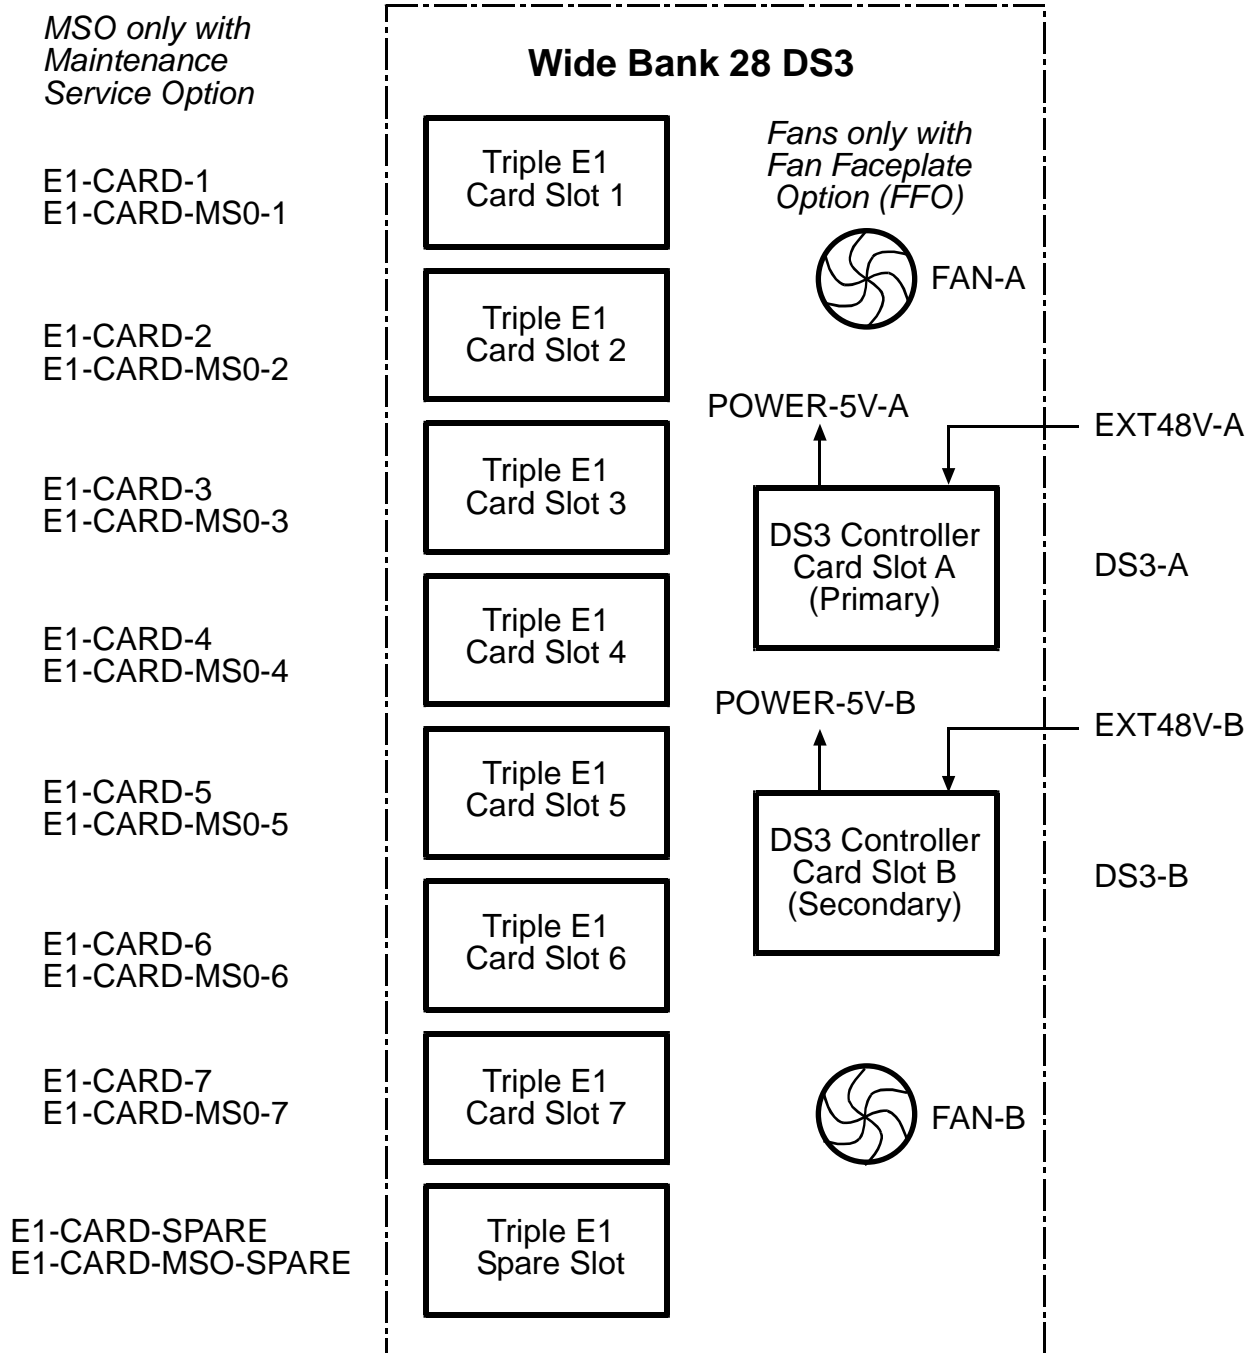 MSO only with
Maintenance
Service Option
Wide Bank 28 DS3
Fans only with
Fan Faceplate
Option (FFO)
E1-CARD-1
E1-CARD-MS0-1
Triple E1
Card Slot 1
FAN-A
E1-CARD-2
E1-CARD-MS0-2
Triple E1
Card Slot 2
POWER-5V-A
EXT48V-A
E1-CARD-3
E1-CARD-MS0-3
Triple E1
Card Slot 3
DS3 Controller
Card Slot A
(Primary)
DS3-A
E1-CARD-4
E1-CARD-MS0-4
Triple E1
Card Slot 4
POWER-5V-B
EXT48V-B
E1-CARD-5
E1-CARD-MS0-5
Triple E1
Card Slot 5
DS3 Controller
Card Slot B
(Secondary)
DS3-B
E1-CARD-6
E1-CARD-MS0-6
Triple E1
Card Slot 6
E1-CARD-7
E1-CARD-MS0-7
Triple E1
Card Slot 7
FAN-B
E1-CARD-SPARE
E1-CARD-MSO-SPARE
Triple E1
Spare Slot